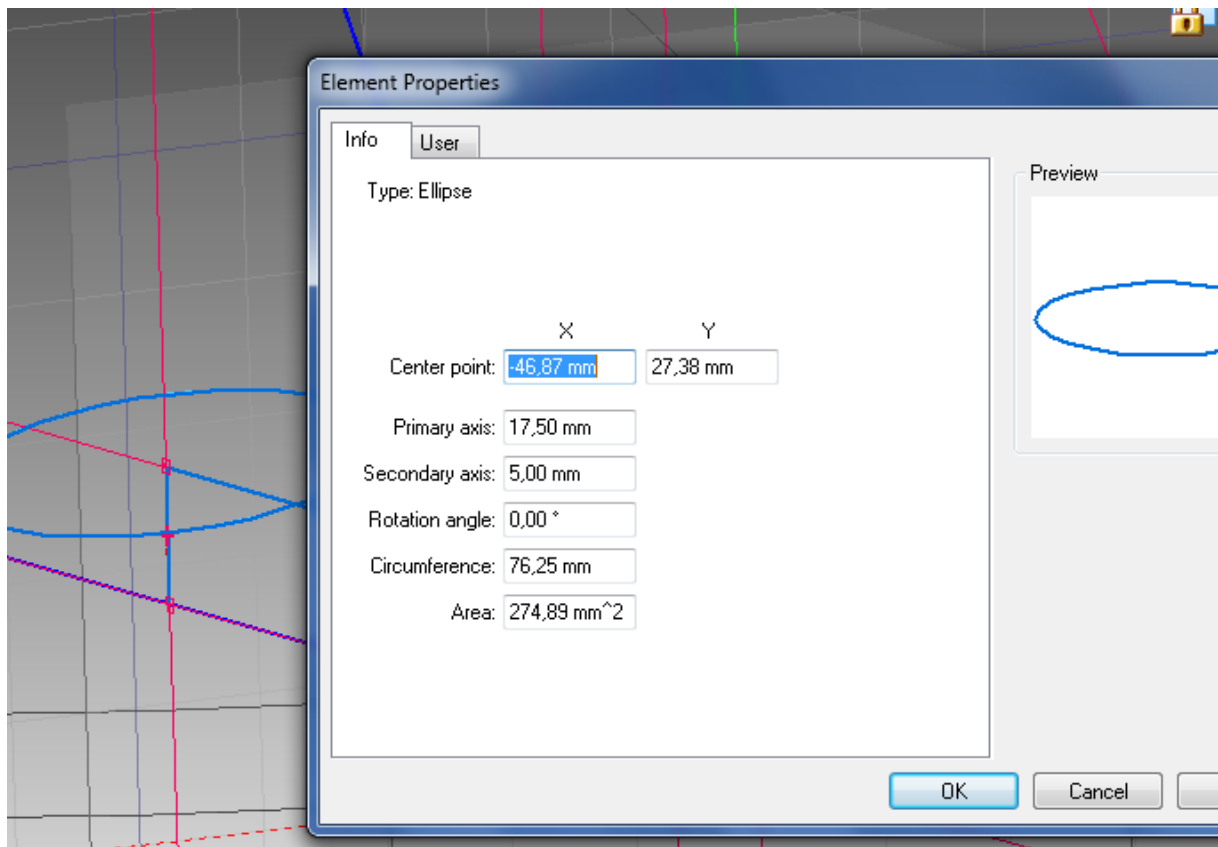 Element Properties
Info User
Type: Ellipse
Preview
X Y
Center point: -46,87 mm 27,38 mm
Primary axis: 17,50 mm
Secondary axis: 5,00 mm
Rotation angle: 0,00 °
Circumference: 76,25 mm
Area: 274,89 mm^2
OK Cancel